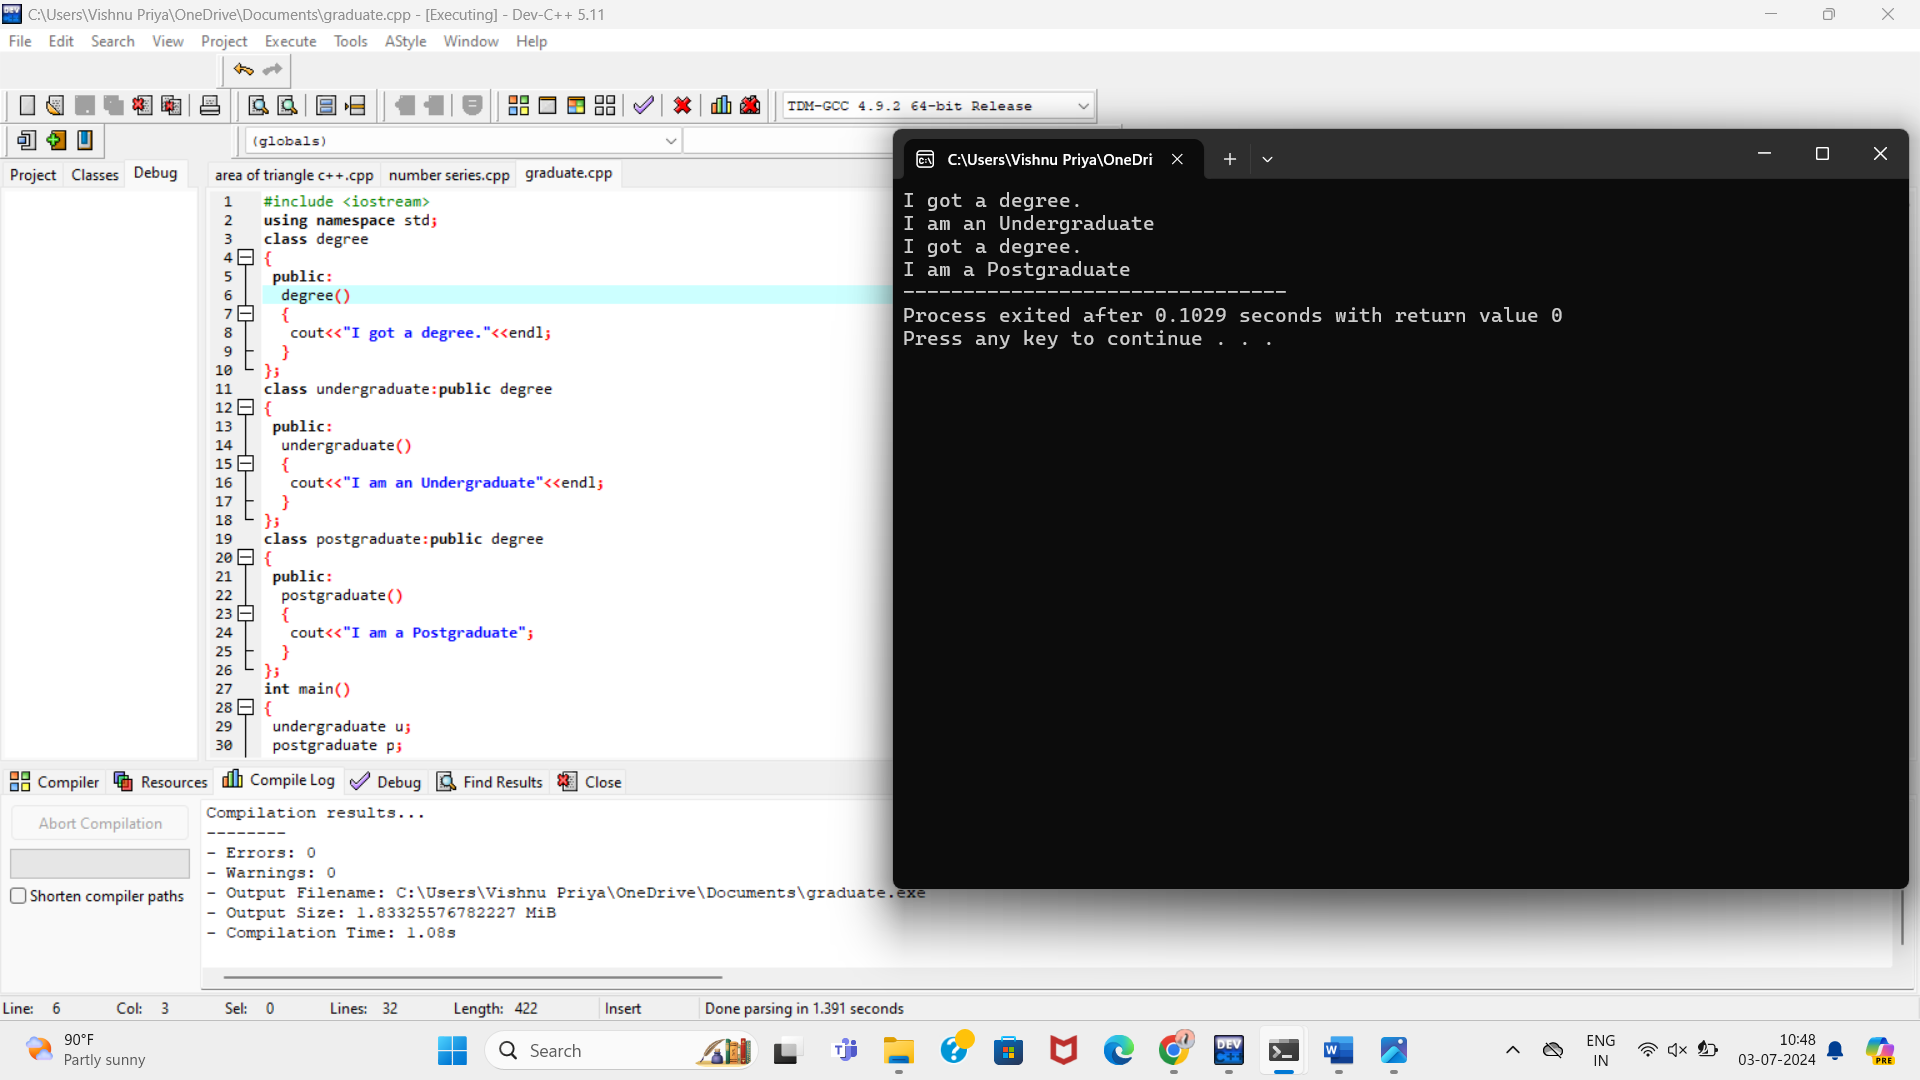 C:\Users\Vishnu Priya\OneDrive\Documents\graduate.cpp - [Executing] - Dev-C++ 5.11
File Edit Search View Project Execute Tools AStyle Window Help
TDM-GCC 4.9.2 64-bit Release
(globals)
Project Classes Debug
area of triangle c++.cpp number series.cpp graduate.cpp
1 #include <iostream>
2 using namespace std;
3 class degree
4 {
5 public:
6 degree()
7 {
8 cout<<"I got a degree."<<endl;
9 }
10 };
11 class undergraduate:public degree
12 {
13 public:
14 undergraduate()
15 {
16 cout<<"I am an Undergraduate"<<endl;
17 }
18 };
19 class postgraduate:public degree
20 {
21 public:
22 postgraduate()
23 {
24 cout<<"I am a Postgraduate";
25 }
26 };
27 int main()
28 {
29 undergraduate u;
30 postgraduate p;
C:\Users\Vishnu Priya\OneDri
I got a degree.
I am an Undergraduate
I got a degree.
I am a Postgraduate
--------------------------------
Process exited after 0.1029 seconds with return value 0
Press any key to continue . . .
Compiler Resources Compile Log Debug Find Results Close
Abort Compilation
Shorten compiler paths
Compilation results...
--------
- Errors: 0
- Warnings: 0
- Output Filename: C:\Users\Vishnu Priya\OneDrive\Documents\graduate.exe
- Output Size: 1.83325576782227 MiB
- Compilation Time: 1.08s
Line: 6 Col: 3 Sel: 0 Lines: 32 Length: 422 Insert Done parsing in 1.391 seconds
90°F
Partly sunny
Search
DEV
C++
ENG
IN
10:48
03-07-2024
PRE